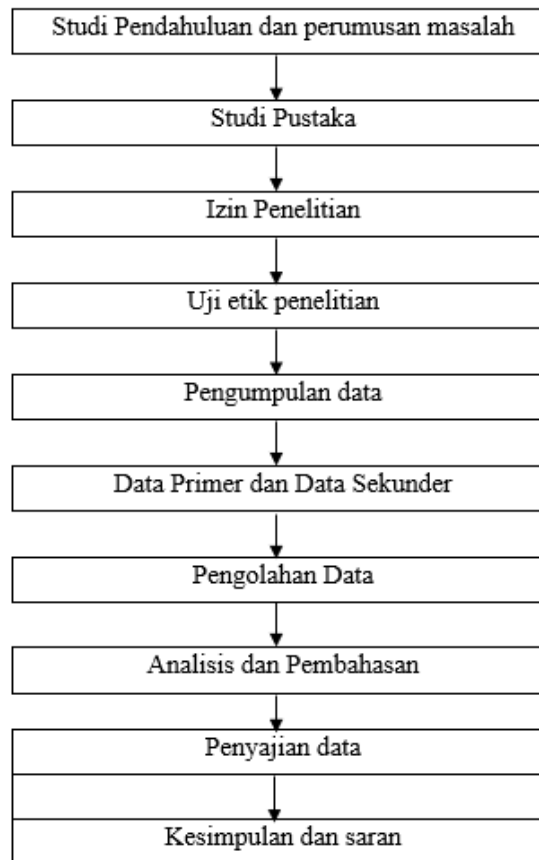 Studi Pendahuluan dan perumusan masalah
Studi Pustaka
Izin Penelitian
Uji etik penelitian
Pengumpulan data
Data Primer dan Data Sekunder
Pengolahan Data
Analisis dan Pembahasan
Penyajian data
Kesimpulan dan saran